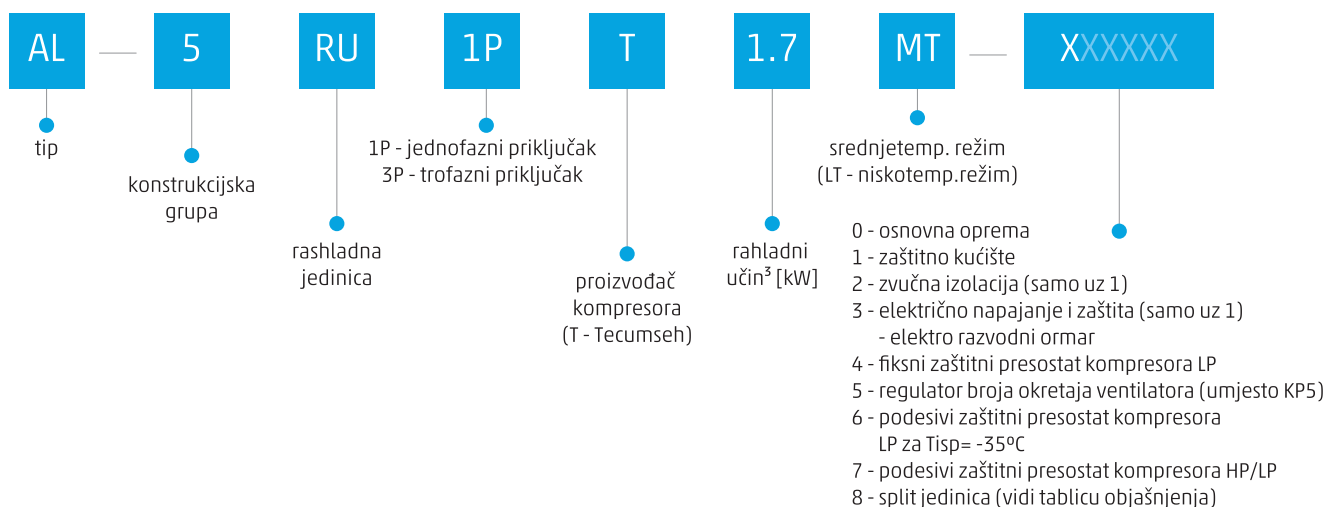 AL — 5 RU 1P T 1.7 MT — XXXXXX
tip
konstrukcijska
grupa
rashladna
jedinica
1P - jednofazni priključak
3P - trofazni priključak
proizvođač
kompresora
(T - Tecumseh)
rahladni
učin³ [kW]
srednjetemp. režim
(LT - niskotemp.režim)
0 - osnovna oprema
1 - zaštitno kućište
2 - zvučna izolacija (samo uz 1)
3 - električno napajanje i zaštita (samo uz 1)
- elektro razvodni ormar
4 - fiksni zaštitni presostat kompresora LP
5 - regulator broja okretaja ventilatora (umjesto KP5)
6 - podesivi zaštitni presostat kompresora
LP za Tisp= -35ºC
7 - podesivi zaštitni presostat kompresora HP/LP
8 - split jedinica (vidi tablicu objašnjenja)